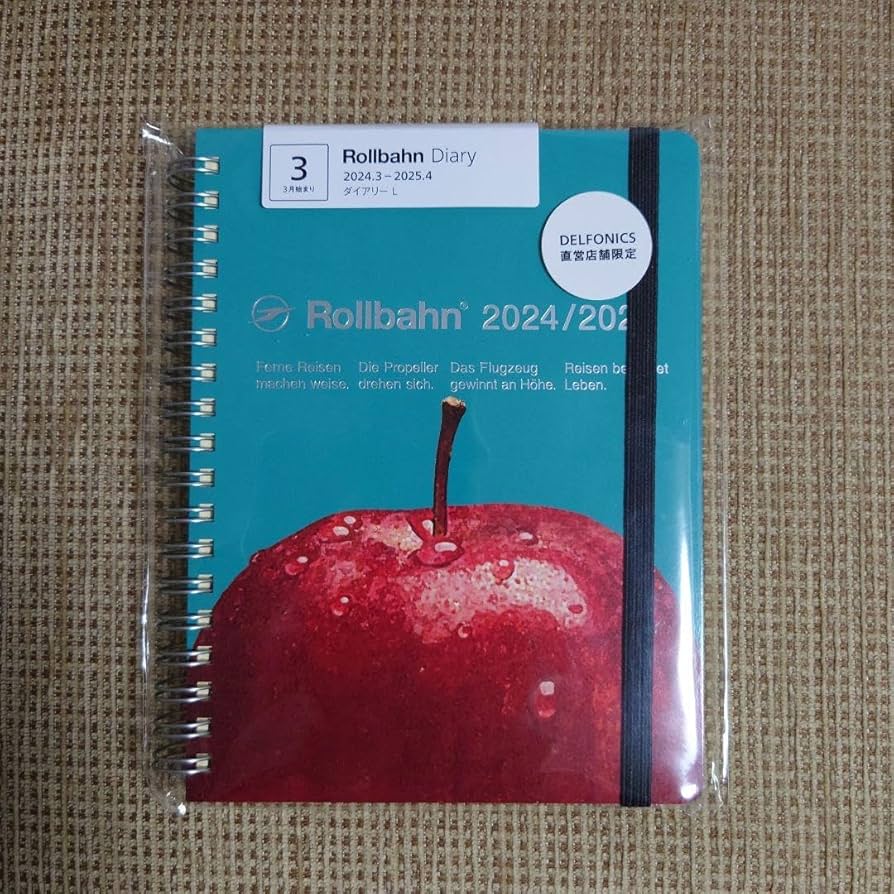 3
3月始まり
Rollbahn Diary
2024.3–2025.4
ダイアリー L
DELFONICS
直営店舗限定
Rollbahn® 2024/202
Ferne Reisen machen weise.
Die Propeller drehen sich.
Das Flugzeug gewinnt an Höhe.
Reisen Leben.